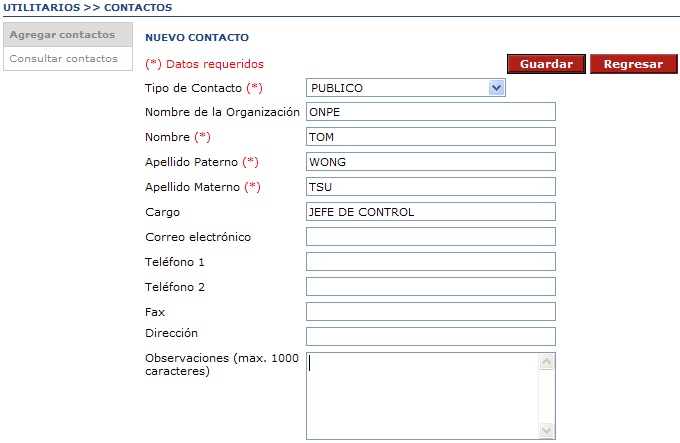 UTILITARIOS >> CONTACTOS
Agregar contactos
Consultar contactos
NUEVO CONTACTO
(*) Datos requeridos
Guardar
Regresar
Tipo de Contacto (*)
PUBLICO
Nombre de la Organización
ONPE
Nombre (*)
TOM
Apellido Paterno (*)
WONG
Apellido Materno (*)
TSU
Cargo
JEFE DE CONTROL
Correo electrónico
Teléfono 1
Teléfono 2
Fax
Dirección
Observaciones (max. 1000
caracteres)